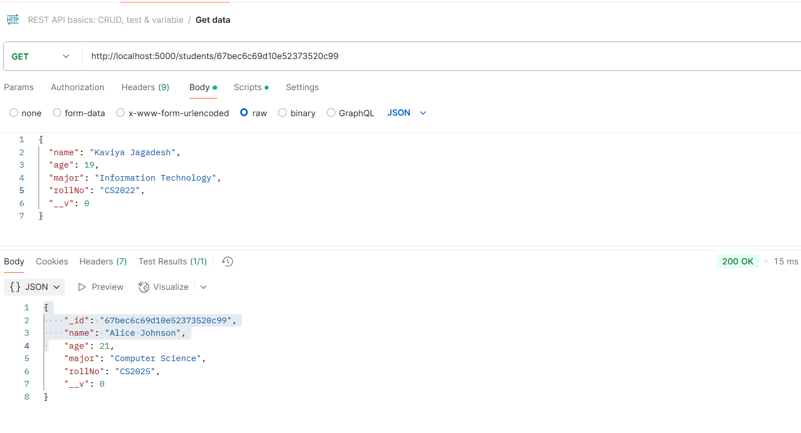 HTTP REST API basics: CRUD, test & variable / Get data
GET http://localhost:5000/students/67bec6c69d10e52373520c99
Params Authorization Headers (9) Body Scripts Settings
none form-data x-www-form-urlencoded raw binary GraphQL JSON
1 {
2 "name": "Kaviya Jagadesh",
3 "age": 19,
4 "major": "Information Technology",
5 "rollNo": "CS2022",
6 "__v": 0
7 }
Body Cookies Headers (7) Test Results (1/1) 200 OK 15 ms
{} JSON Preview Visualize
1 {
2 "_id": "67bec6c69d10e52373520c99",
3 "name": "Alice Johnson",
4 "age": 21,
5 "major": "Computer Science",
6 "rollNo": "CS2025",
7 "__v": 0
8 }